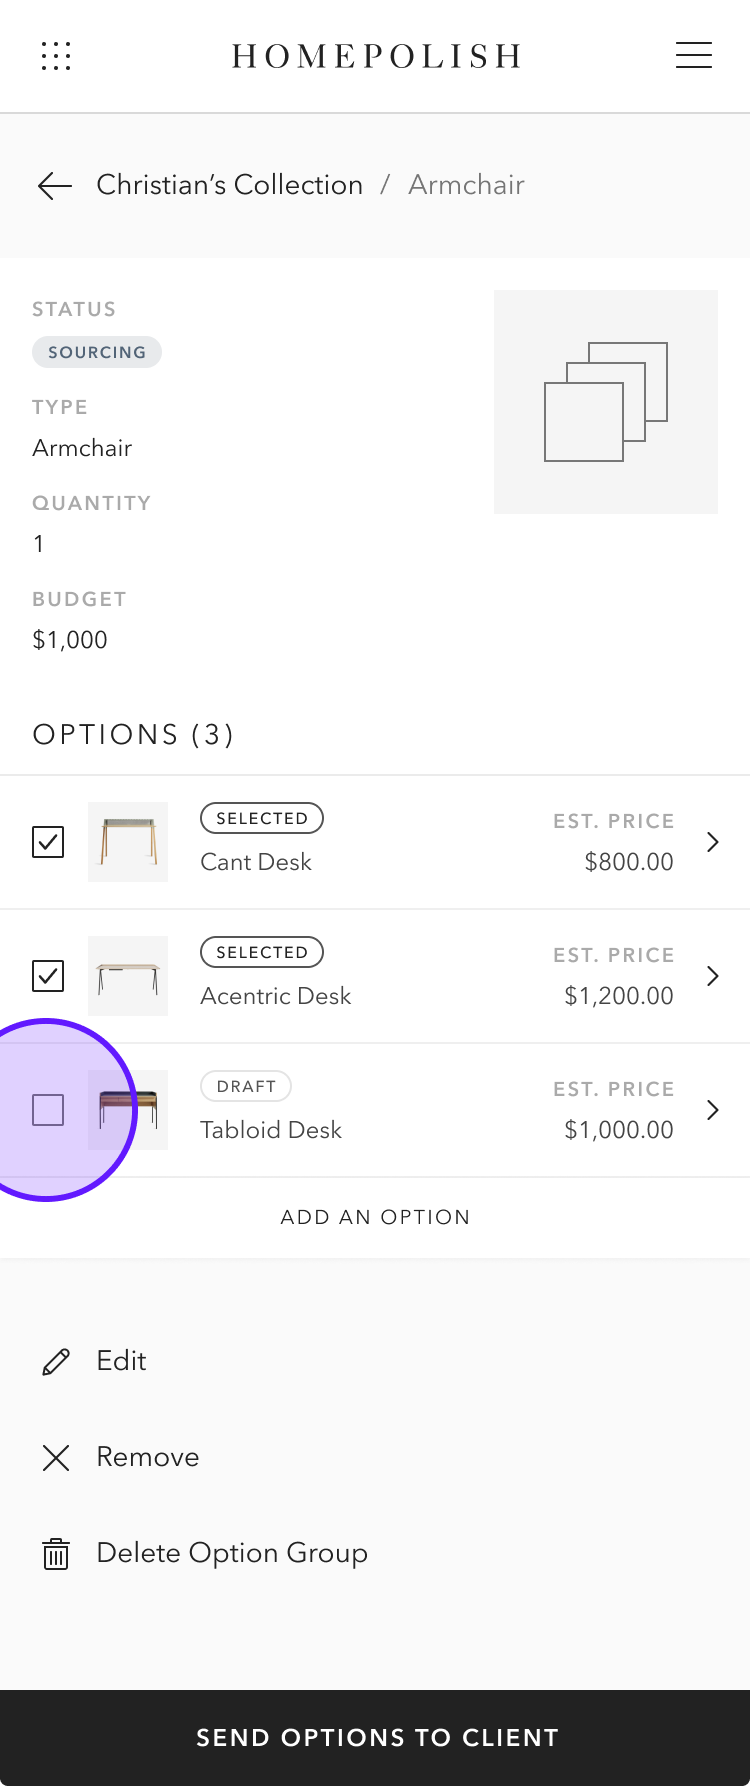 HOMEPOLISH
Christian’s Collection / Armchair
STATUS
SOURCING
TYPE
Armchair
QUANTITY
1
BUDGET
$1,000
OPTIONS (3)
SELECTED
Cant Desk
EST. PRICE
$800.00
SELECTED
Acentric Desk
EST. PRICE
$1,200.00
DRAFT
Tabloid Desk
EST. PRICE
$1,000.00
ADD AN OPTION
Edit
Remove
Delete Option Group
SEND OPTIONS TO CLIENT